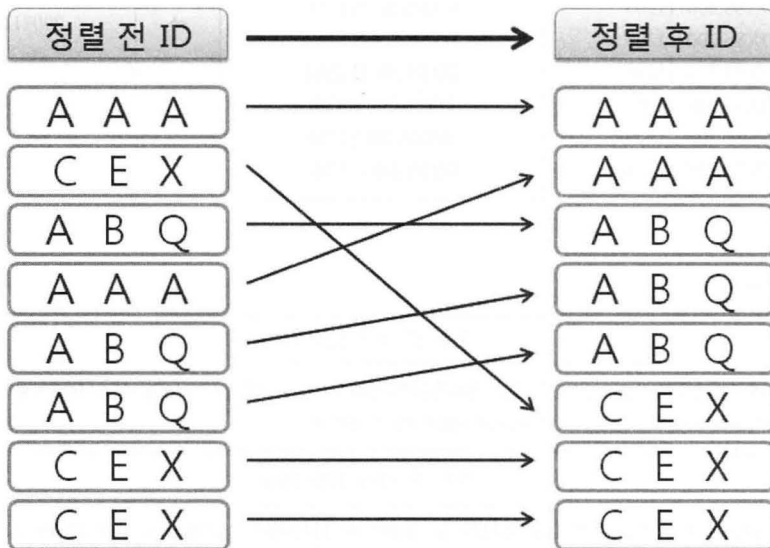 정렬 전 ID 정렬 후 ID
A A A A A A
C E X A A A
A B Q A B Q
A A A A B Q
A B Q A B Q
A B Q C E X
C E X C E X
C E X C E X